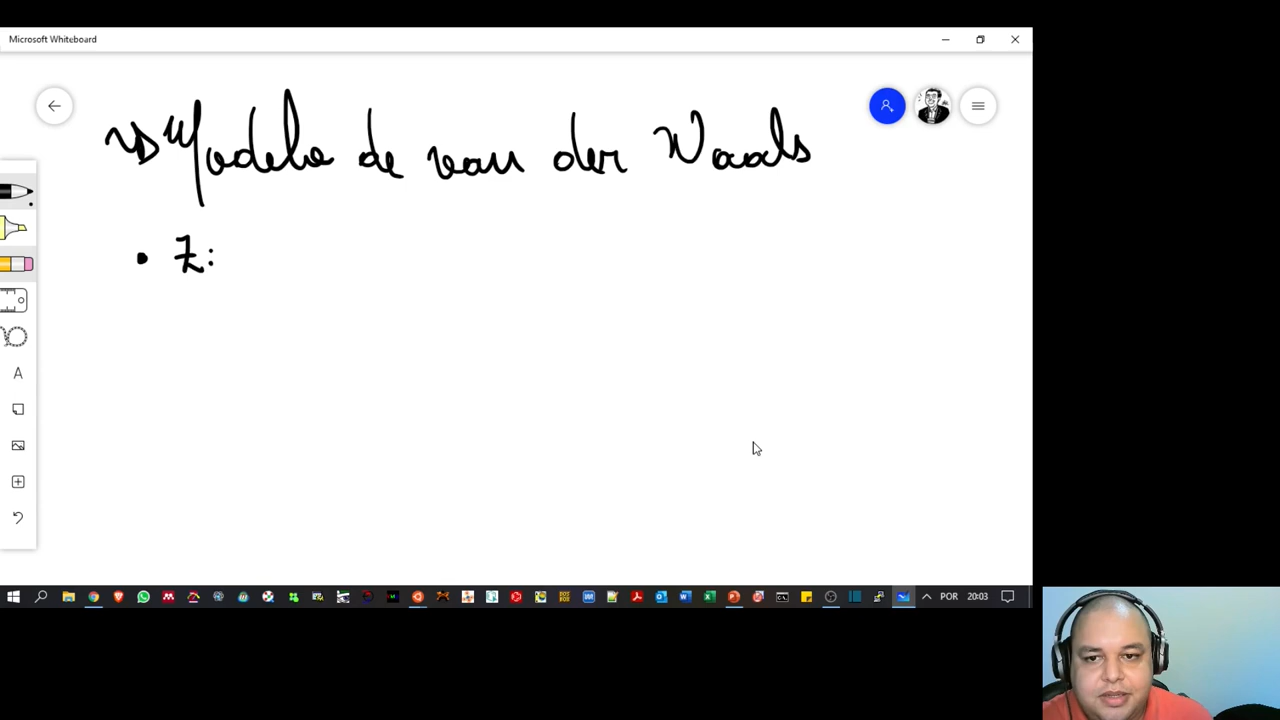 Microsoft Whiteboard
Modelo de van der Waals
• Z:
A
POR 20:03